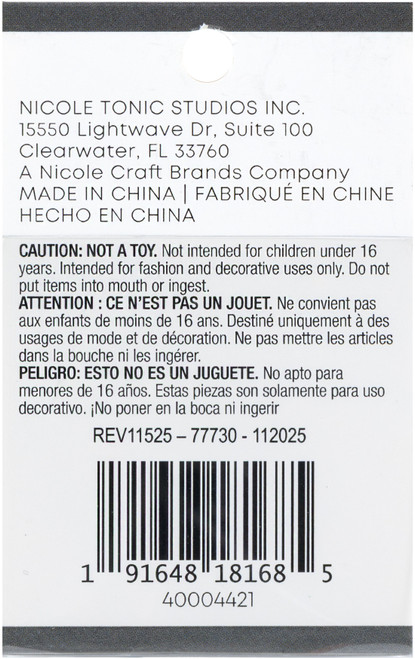 NICOLE TONIC STUDIOS INC.
15550 Lightwave Dr, Suite 100
Clearwater, FL 33760
A Nicole Craft Brands Company
MADE IN CHINA | FABRIQUÉ EN CHINE
HECHO EN CHINA
CAUTION: NOT A TOY. Not intended for children under 16
years. Intended for fashion and decorative uses only. Do not
put items into mouth or ingest.
ATTENTION : CE N'EST PAS UN JOUET. Ne convient pas
aux enfants de moins de 16 ans. Destiné uniquement à des
usages de mode et de décoration. Ne pas mettre les articles
dans la bouche ni les ingérer.
PELIGRO: ESTO NO ES UN JUGUETE. No apto para
menores de 16 años. Estas piezas son solamente para uso
decorativo. ¡No poner en la boca ni ingerir
REV11525 – 77730 - 112025
1 91648 18168 5
40004421